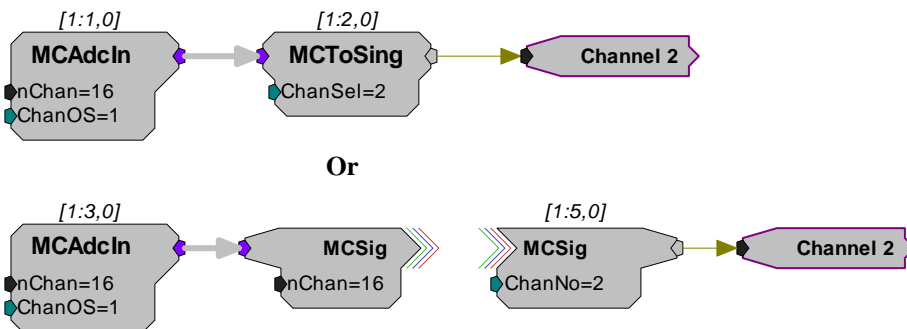 [1:1,0] [1:2,0]
MCAdcIn MCToSing Channel 2
nChan=16 ChanSel=2
ChanOS=1
Or
[1:3,0] [1:5,0]
MCAdcIn MCSig MCSig Channel 2
nChan=16 nChan=16 ChanNo=2
ChanOS=1